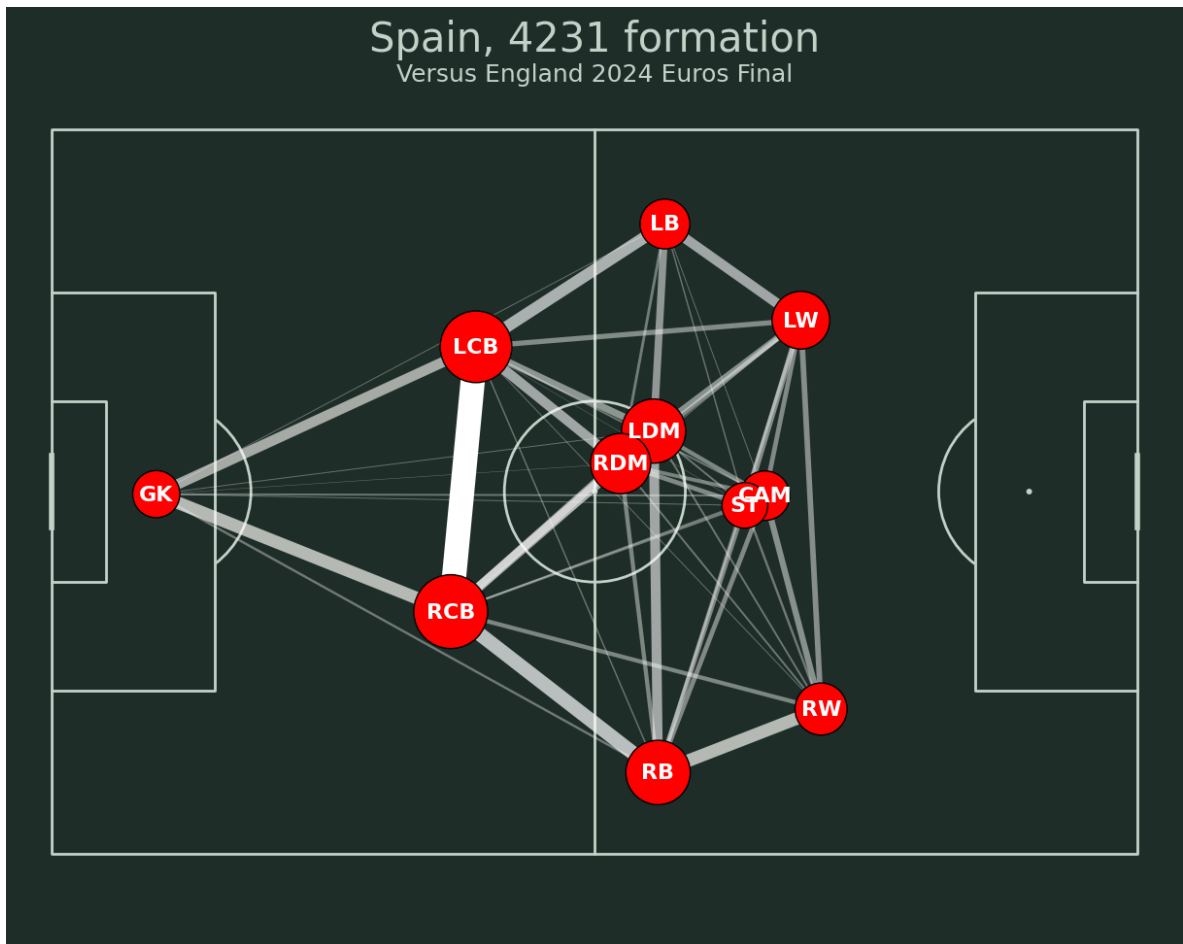 Spain, 4231 formation
Versus England 2024 Euros Final
LB
LW
LCB
LDM
RDM
GK
CAM
ST
RCB
RW
RB